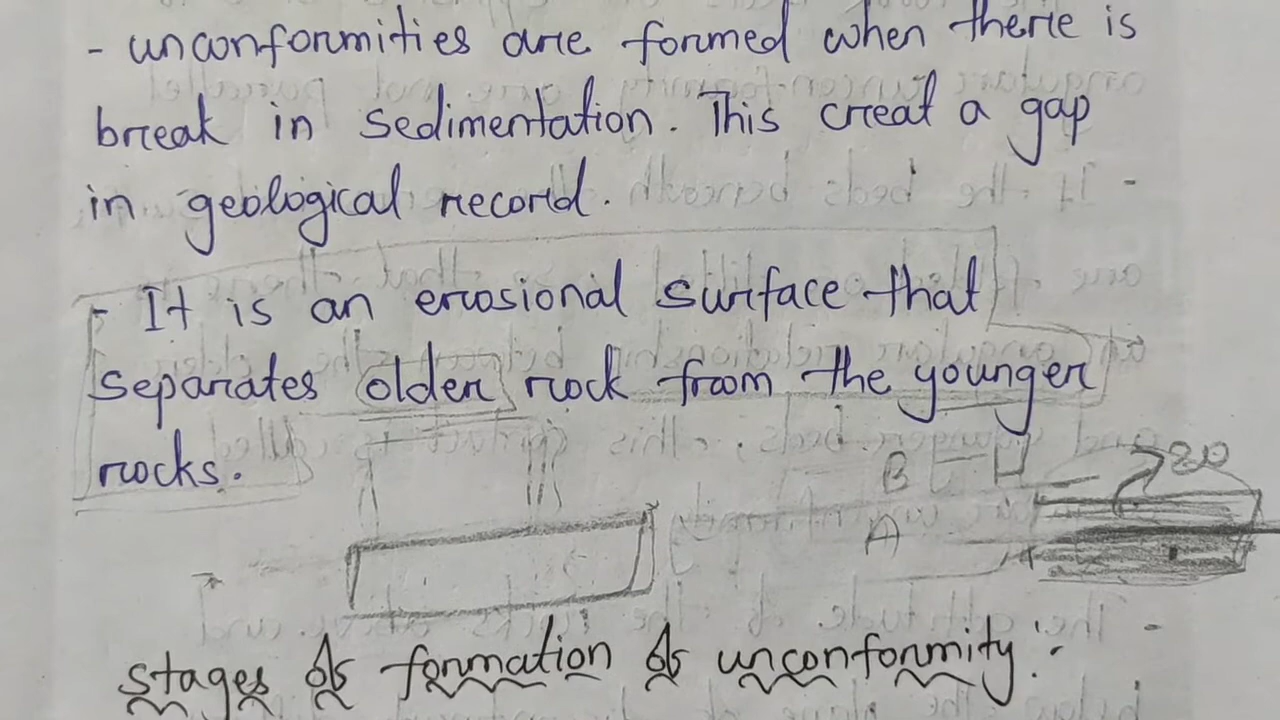 - unconformities are formed when there is
break in sedimentation. This creat a gap
in geological record.
- It is an erosional surface that
separates older rock from the younger
rocks.
B
A
stages of formation of unconformity :